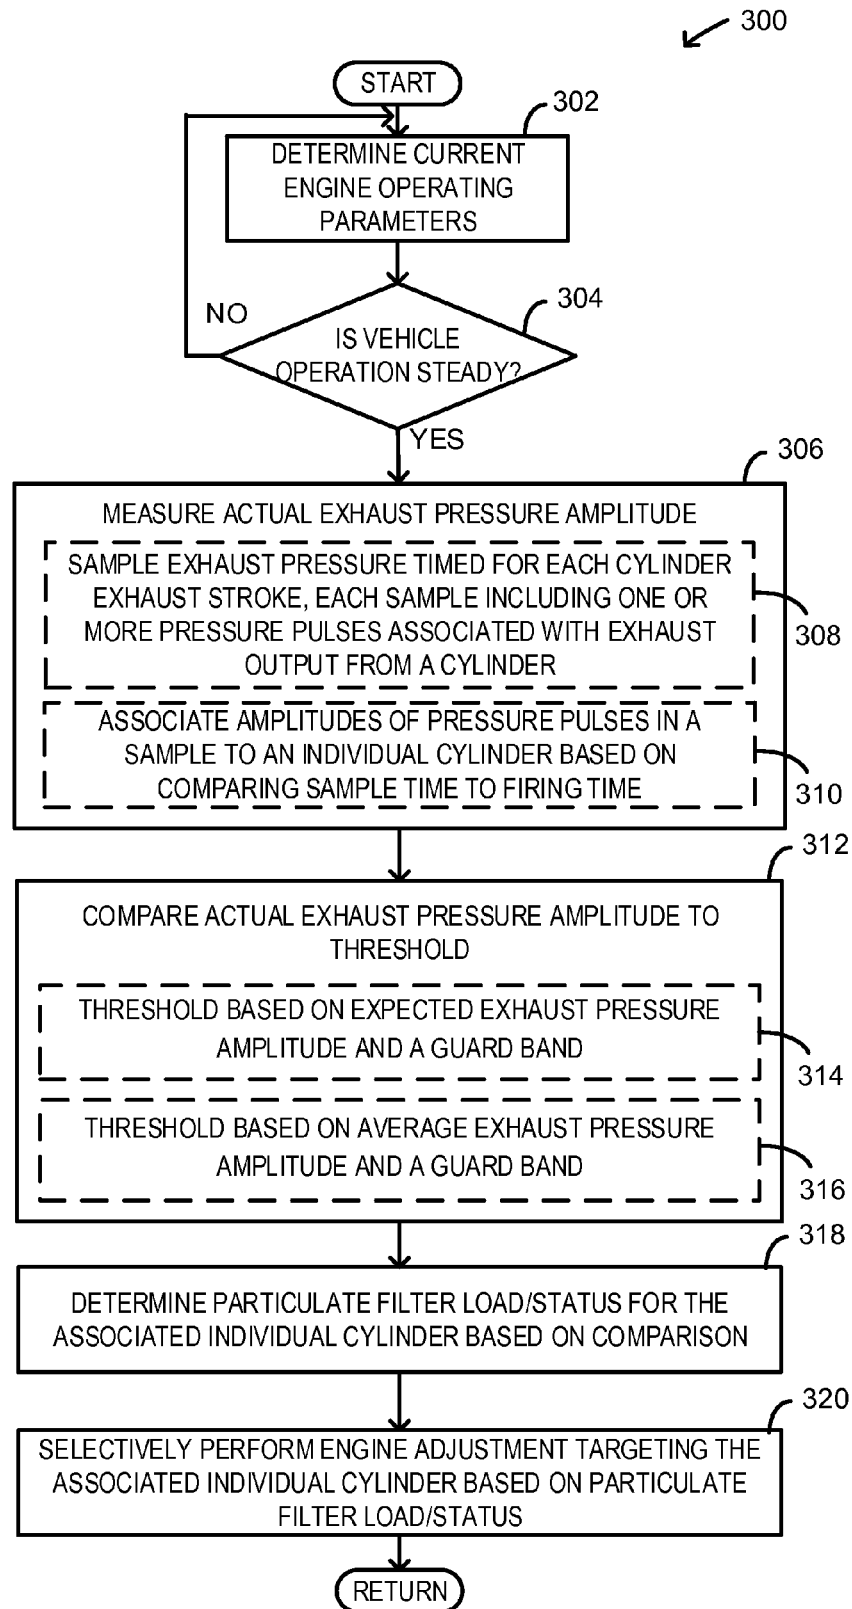 300
START
302
DETERMINE CURRENT
ENGINE OPERATING
PARAMETERS
304
NO
IS VEHICLE
OPERATION STEADY?
YES
306
MEASURE ACTUAL EXHAUST PRESSURE AMPLITUDE
SAMPLE EXHAUST PRESSURE TIMED FOR EACH CYLINDER
EXHAUST STROKE, EACH SAMPLE INCLUDING ONE OR
MORE PRESSURE PULSES ASSOCIATED WITH EXHAUST
OUTPUT FROM A CYLINDER
308
ASSOCIATE AMPLITUDES OF PRESSURE PULSES IN A
SAMPLE TO AN INDIVIDUAL CYLINDER BASED ON
COMPARING SAMPLE TIME TO FIRING TIME
310
312
COMPARE ACTUAL EXHAUST PRESSURE AMPLITUDE TO
THRESHOLD
THRESHOLD BASED ON EXPECTED EXHAUST PRESSURE
AMPLITUDE AND A GUARD BAND
314
THRESHOLD BASED ON AVERAGE EXHAUST PRESSURE
AMPLITUDE AND A GUARD BAND
316
318
DETERMINE PARTICULATE FILTER LOAD/STATUS FOR THE
ASSOCIATED INDIVIDUAL CYLINDER BASED ON COMPARISON
320
SELECTIVELY PERFORM ENGINE ADJUSTMENT TARGETING THE
ASSOCIATED INDIVIDUAL CYLINDER BASED ON PARTICULATE
FILTER LOAD/STATUS
RETURN